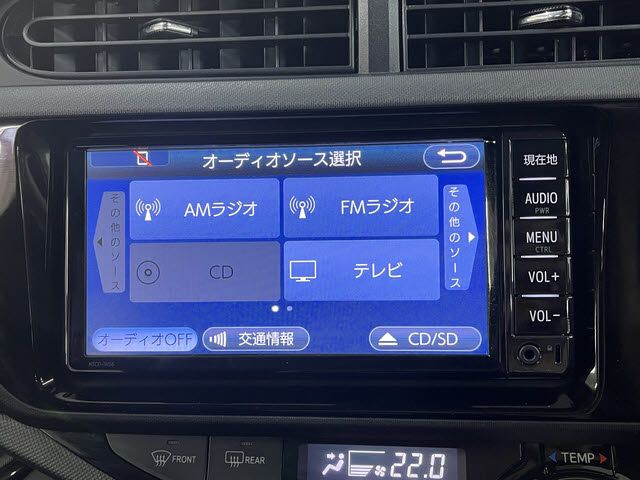 オーディオソース選択
その他のソース
AMラジオ
FMラジオ
CD
テレビ
その他のソース
オーディオOFF
交通情報
CD/SD
現在地
AUDIO
PWR
MENU
CTRL
VOL+
VOL−
FRONT
REAR
22.0
TEMP